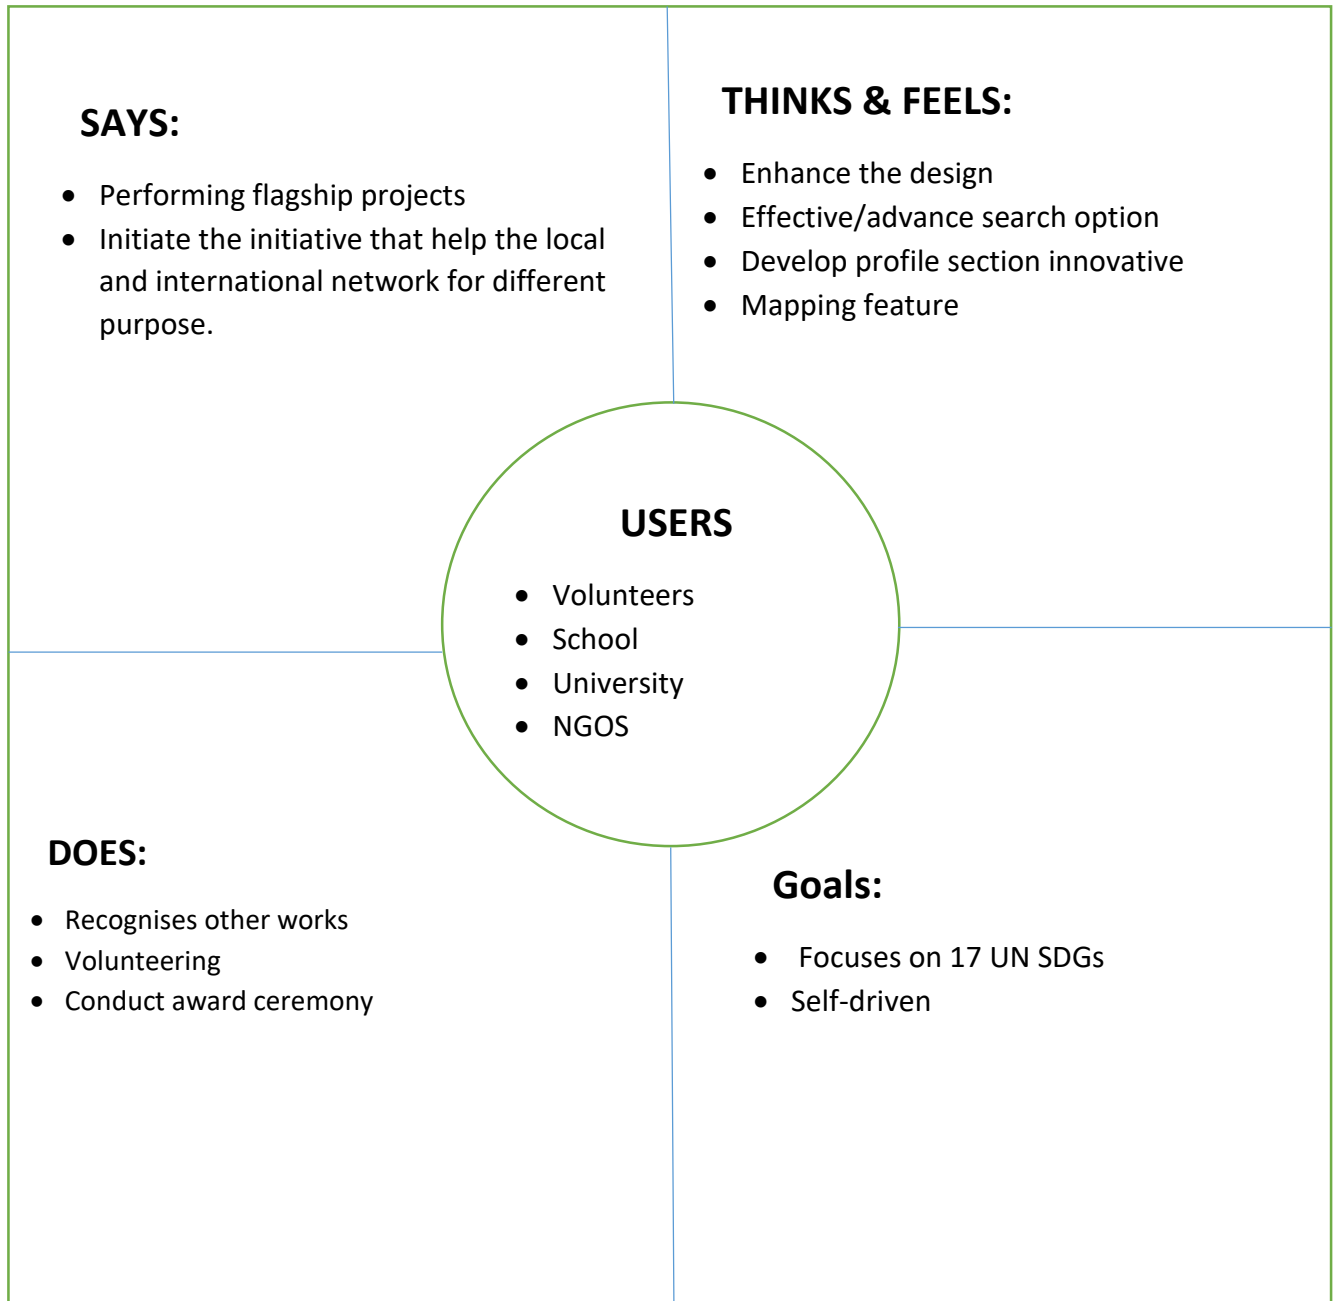 SAYS:
• Performing flagship projects
• Initiate the initiative that help the local
and international network for different
purpose.
THINKS & FEELS:
• Enhance the design
• Effective/advance search option
• Develop profile section innovative
• Mapping feature
USERS
• Volunteers
• School
• University
• NGOS
DOES:
• Recognises other works
• Volunteering
• Conduct award ceremony
Goals:
• Focuses on 17 UN SDGs
• Self-driven